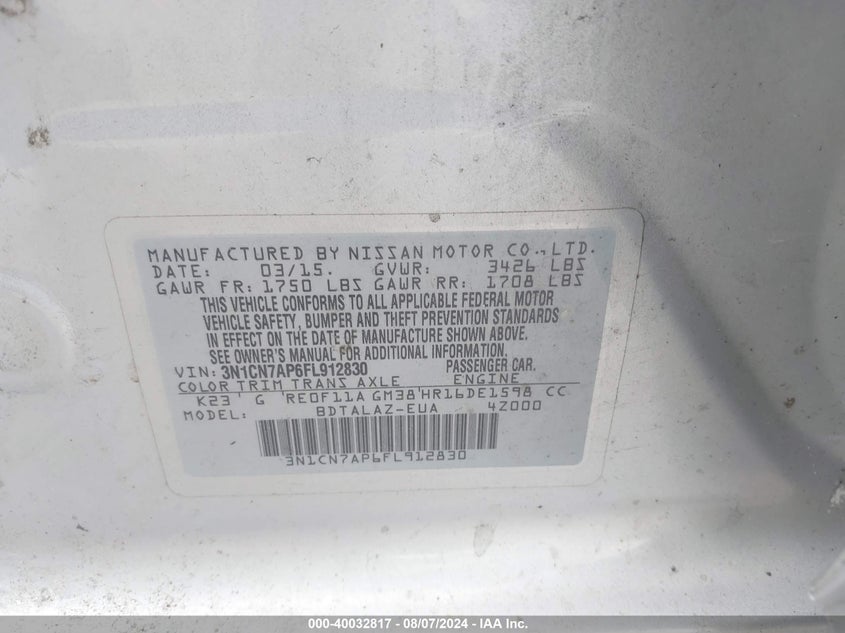 MANUFACTURED BY NISSAN MOTOR CO., LTD.
DATE: 03/15. GVWR: 3426 LBS
GAWR FR: 1750 LBS GAWR RR: 1708 LBS
THIS VEHICLE CONFORMS TO ALL APPLICABLE FEDERAL MOTOR
VEHICLE SAFETY, BUMPER AND THEFT PREVENTION STANDARDS
IN EFFECT ON THE DATE OF MANUFACTURE SHOWN ABOVE.
SEE OWNER'S MANUAL FOR ADDITIONAL INFORMATION.
VIN: 3N1CN7AP6FL912830 PASSENGER CAR.
COLOR TRIM TRANS AXLE ENGINE
K23 ' G 'RE0F11A GM38'HR16DE1598 CC
MODEL: BDTALAZ-EUA 4Z000
3N1CN7AP6FL912830
000-40032817 - 08/07/2024 - IAA Inc.